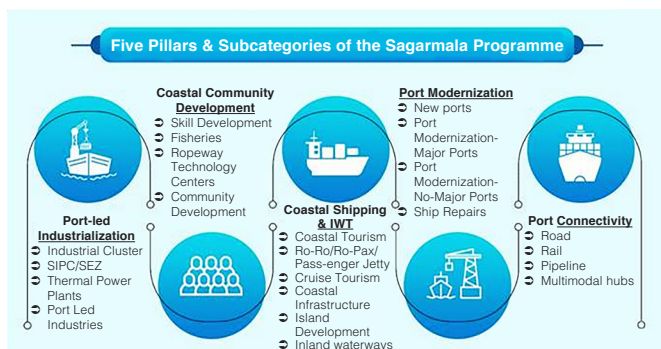 Five Pillars & Subcategories of the Sagarmala Programme
Coastal Community
Development
Skill Development
Fisheries
Ropeway
Technology
Centers
Community
Development
Port Modernization
New ports
Port
Modernization-
Major Ports
Port
Modernization-
No-Major Ports
Ship Repairs
Port-led
Industrialization
Industrial Cluster
SIPC/SEZ
Thermal Power
Plants
Port Led
Industries
Coastal Shipping
& IWT
Coastal Tourism
Ro-Ro/Ro-Pax/
Pass-enger Jetty
Cruise Tourism
Coastal
Infrastructure
Island
Development
Inland waterways
Port Connectivity
Road
Rail
Pipeline
Multimodal hubs